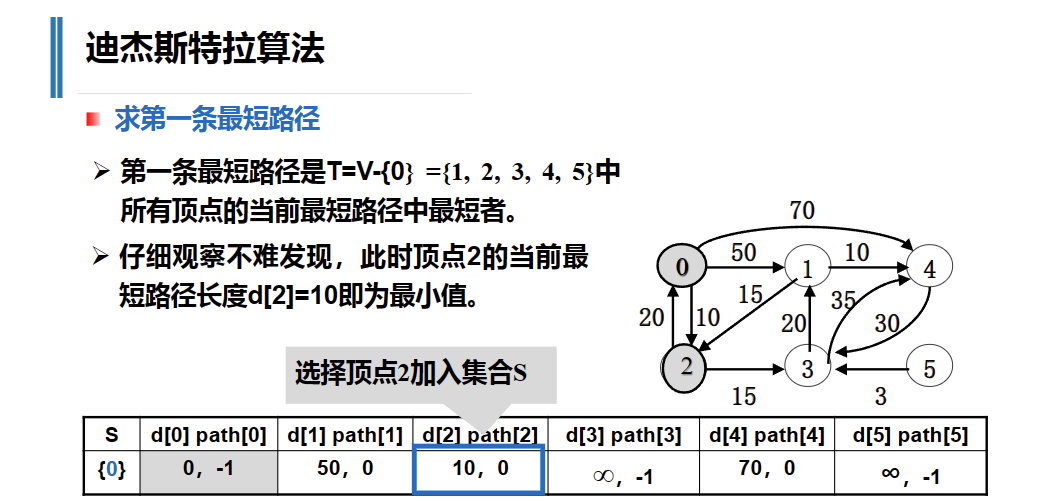 迪杰斯特拉算法
求第一条最短路径
第一条最短路径是T=V-{0} ={1, 2, 3, 4, 5}中
所有顶点的当前最短路径中最短者。
仔细观察不难发现，此时顶点2的当前最
短路径长度d[2]=10即为最小值。
70
0 50 1 10 4
15 35
20 10 20 30
2 3 5
15 3
选择顶点2加入集合S
S d[0] path[0] d[1] path[1] d[2] path[2] d[3] path[3] d[4] path[4] d[5] path[5]
{0} 0，-1 50，0 10，0 ∞，-1 70，0 ∞，-1